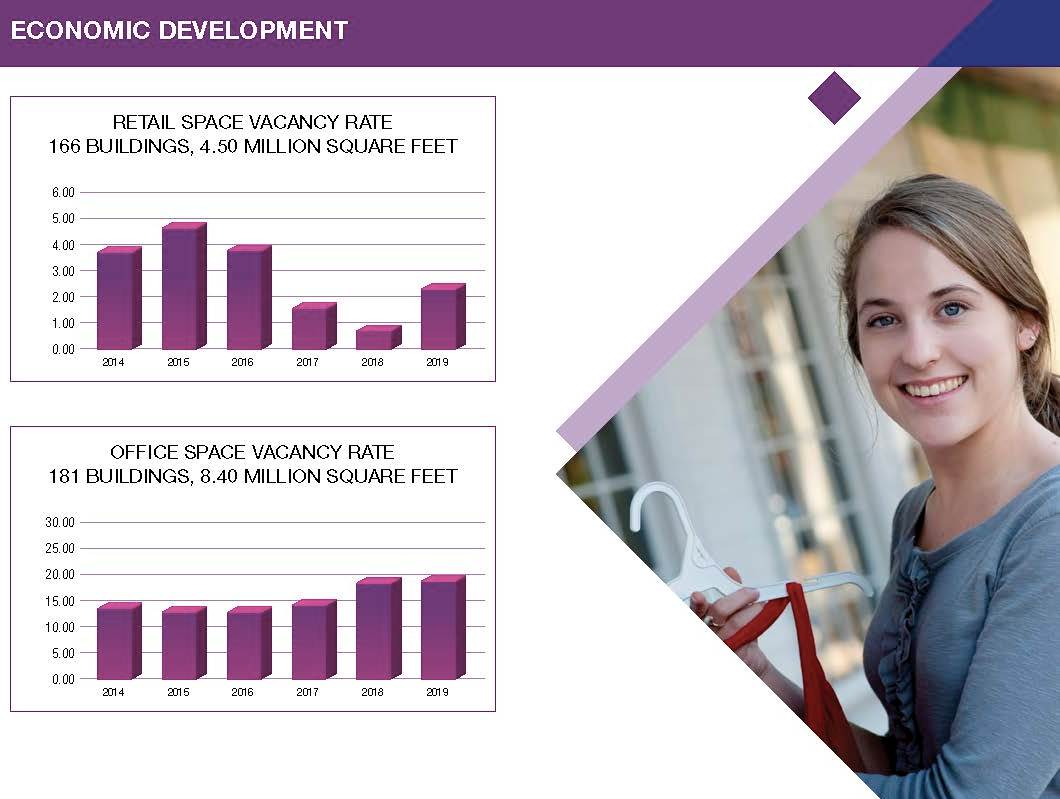 ECONOMIC DEVELOPMENT
RETAIL SPACE VACANCY RATE
166 BUILDINGS, 4.50 MILLION SQUARE FEET
6.00
5.00
4.00
3.00
2.00
1.00
0.00
2014 2015 2016 2017 2018 2019
OFFICE SPACE VACANCY RATE
181 BUILDINGS, 8.40 MILLION SQUARE FEET
30.00
25.00
20.00
15.00
10.00
5.00
0.00
2014 2015 2016 2017 2018 2019